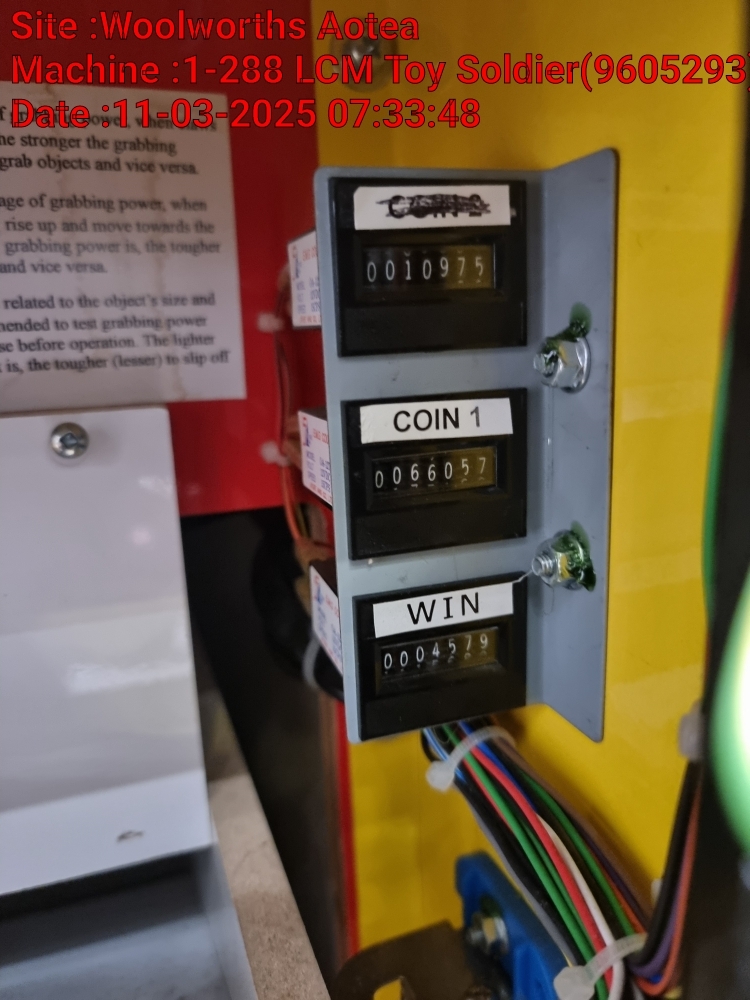 Site :Woolworths Aotea
Machine :1-288 LCM Toy Soldier(9605293)
Date :11-03-2025 07:33:48
grabbing power, when
stronger the grabbing
grab objects and vice versa.
age of grabbing power, when
rise up and move towards the
grabbing power is, the tougher
and vice versa.
related to the object's size and
mended to test grabbing power
se before operation. The lighter
is, the tougher (lesser) to slip off
0010975
COIN 1
0066057
WIN
0004579